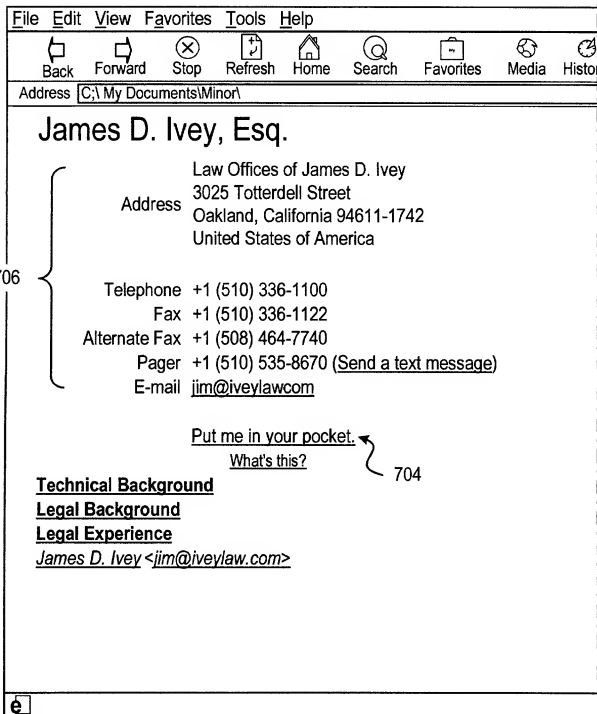 File Edit View Favorites Tools Help
Back Forward Stop Refresh Home Search Favorites Media Histor
Address C;\ My Documents\Minor\
James D. Ivey, Esq.
Law Offices of James D. Ivey
3025 Totterdell Street
Address
Oakland, California 94611-1742
United States of America
706
Telephone +1 (510) 336-1100
Fax +1 (510) 336-1122
Alternate Fax +1 (508) 464-7740
Pager +1 (510) 535-8670 (Send a text message)
E-mail jim@iveylawcom
Put me in your pocket.
What's this?
704
Technical Background
Legal Background
Legal Experience
James D. Ivey <jim@iveylaw.com>
e